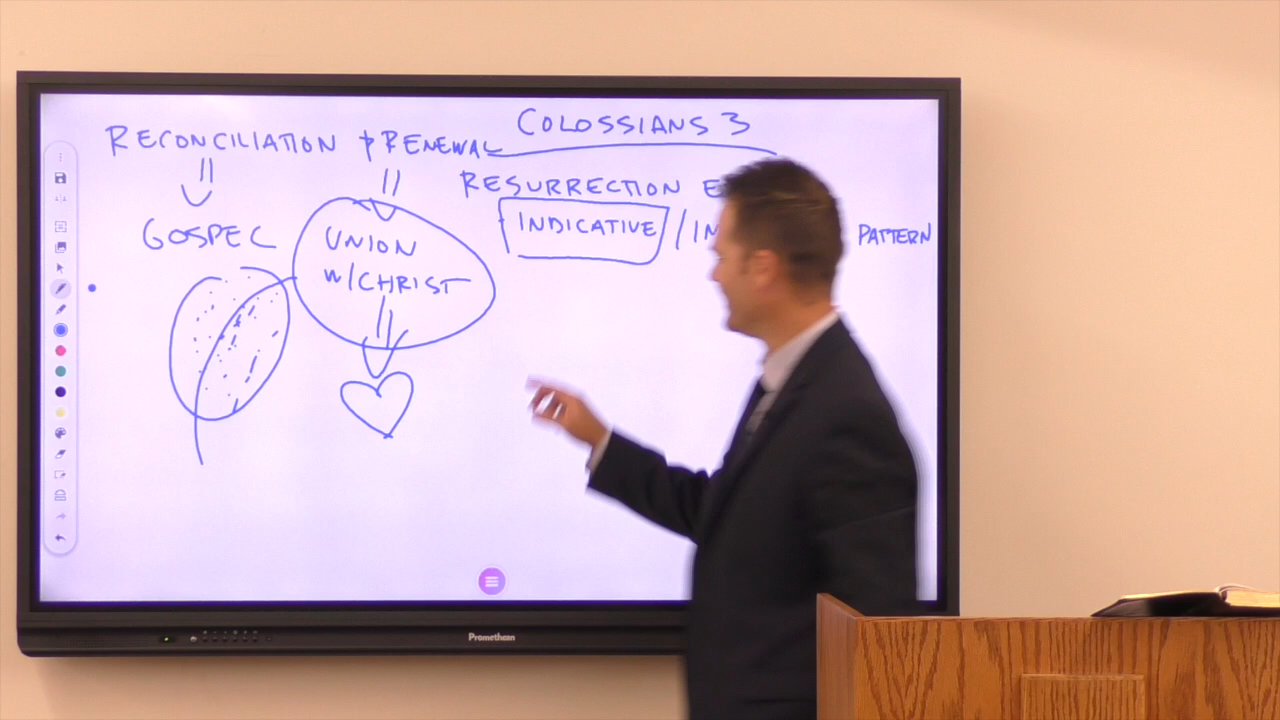 COLOSSIANS 3
RECONCILIATION & RENEWAL
RESURRECTION
GOSPEL
UNION
W/CHRIST
INDICATIVE / PATTERN
Promethean